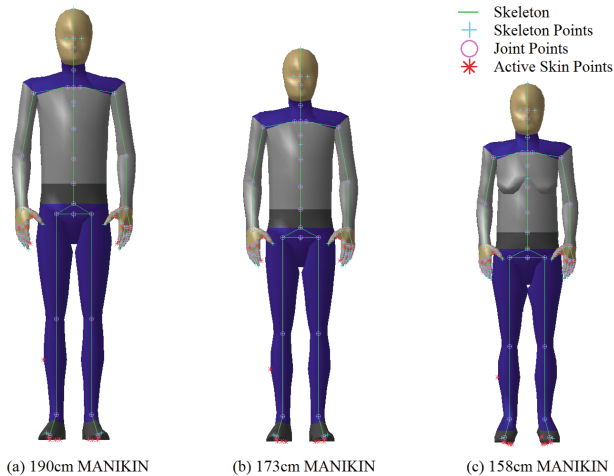 Skeleton
Skeleton Points
Joint Points
Active Skin Points
(a) 190cm MANIKIN
(b) 173cm MANIKIN
(c) 158cm MANIKIN